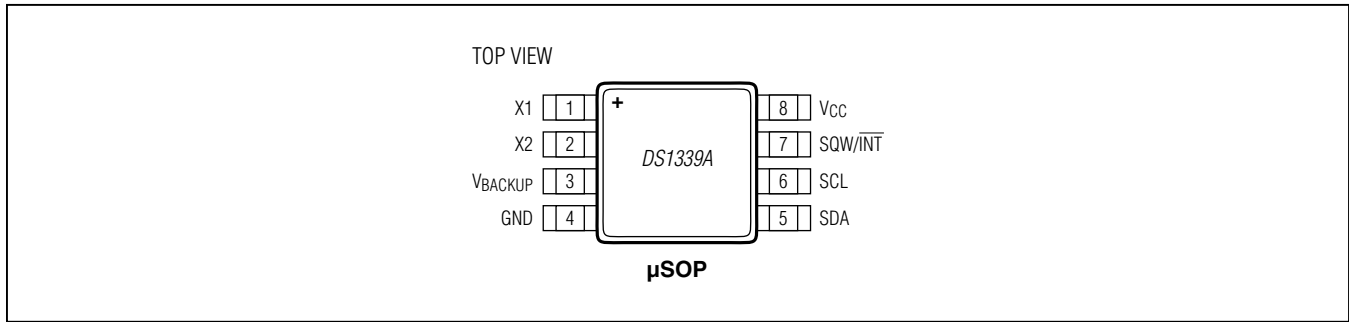 TOP VIEW
X1 1 + 8 VCC
X2 2 DS1339A 7 SQW/I̅N̅T̅
VBACKUP 3 6 SCL
GND 4 5 SDA
µSOP